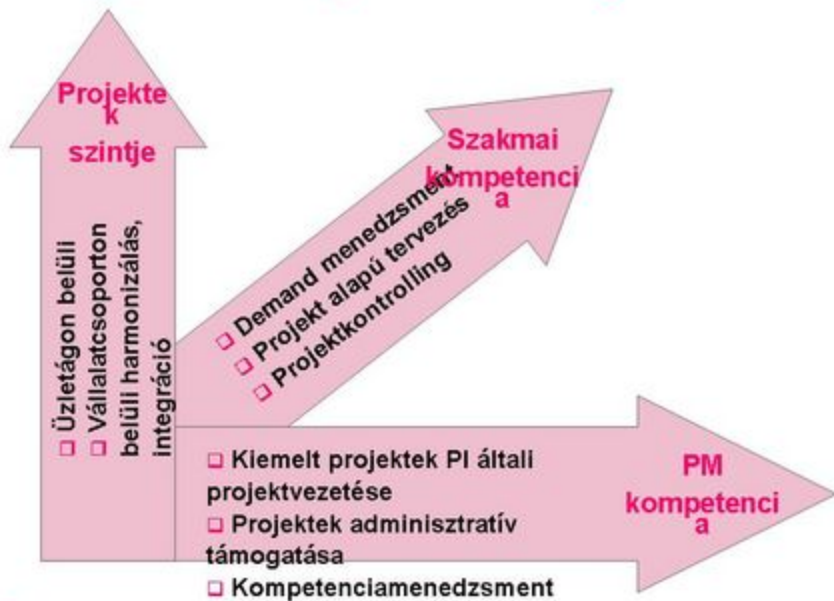 Projekte
k
szintje
❑ Üzletágon belüli
❑ Vállalatcsoporton
belüli harmonizálás,
integráció
Szakmai
kompetenci
a
❑ Demand menedzsment
❑ Projekt alapú tervezés
❑ Projektkontrolling
PM
kompetenci
a
❑ Kiemelt projektek PI általi
projektvezetése
❑ Projektek adminisztratív
támogatása
❑ Kompetenciamenedzsment